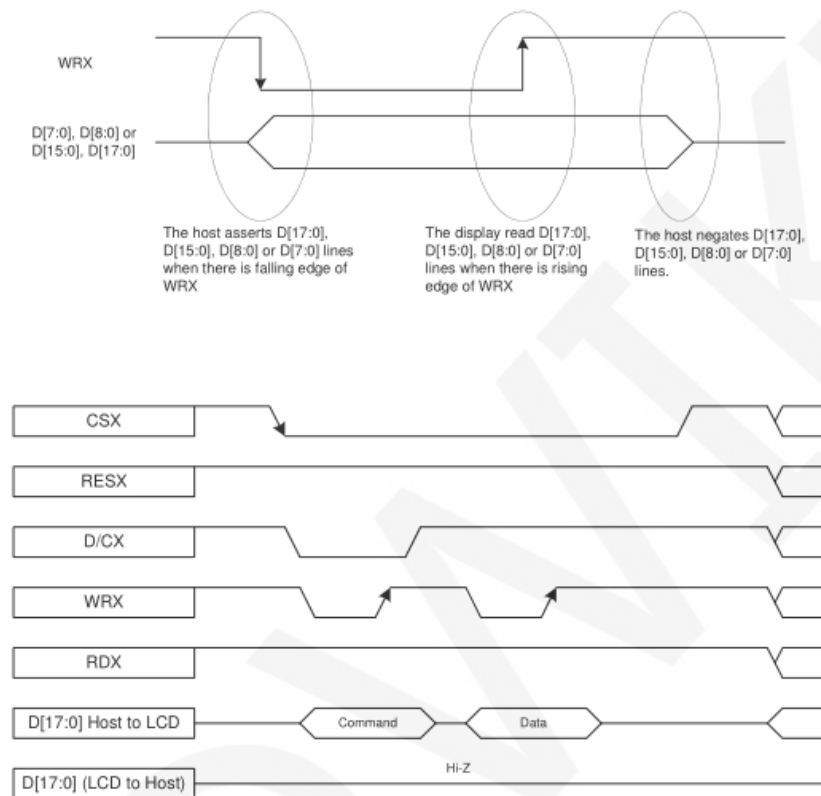 WRX
D[7:0], D[8:0] or
D[15:0], D[17:0]
The host asserts D[17:0],
D[15:0], D[8:0] or D[7:0] lines
when there is falling edge of
WRX
The display read D[17:0],
D[15:0], D[8:0] or D[7:0]
lines when there is rising
edge of WRX
The host negates D[17:0],
D[15:0], D[8:0] or D[7:0]
lines.
CSX
RESX
D/CX
WRX
RDX
D[17:0] Host to LCD
Command
Data
Hi-Z
D[17:0] (LCD to Host)